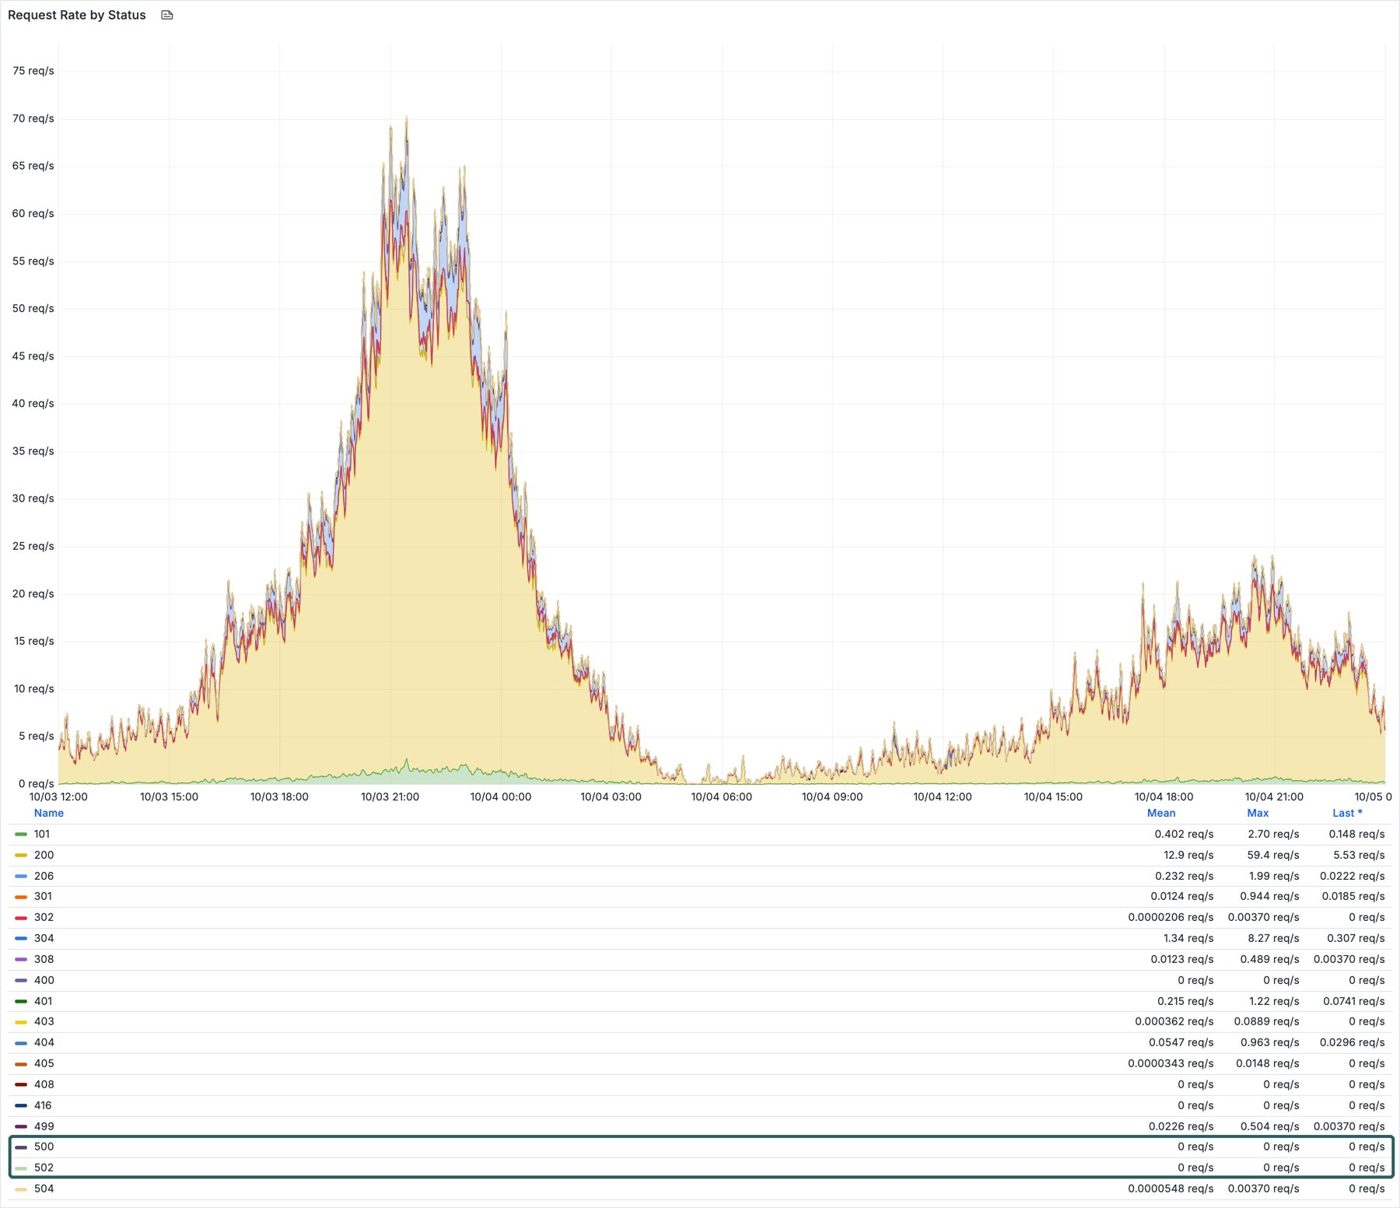 Request Rate by Status
75 req/s
70 req/s
65 req/s
60 req/s
55 req/s
50 req/s
45 req/s
40 req/s
35 req/s
30 req/s
25 req/s
20 req/s
15 req/s
10 req/s
5 req/s
0 req/s
10/03 12:00 10/03 15:00 10/03 18:00 10/03 21:00 10/04 00:00 10/04 03:00 10/04 06:00 10/04 09:00 10/04 12:00 10/04 15:00 10/04 18:00 10/04 21:00 10/05 0
Name Mean Max Last *
101 0.402 req/s 2.70 req/s 0.148 req/s
200 12.9 req/s 59.4 req/s 5.53 req/s
206 0.232 req/s 1.99 req/s 0.0222 req/s
301 0.0124 req/s 0.944 req/s 0.0185 req/s
302 0.0000206 req/s 0.00370 req/s 0 req/s
304 1.34 req/s 8.27 req/s 0.307 req/s
308 0.0123 req/s 0.489 req/s 0.00370 req/s
400 0 req/s 0 req/s 0 req/s
401 0.215 req/s 1.22 req/s 0.0741 req/s
403 0.000362 req/s 0.0889 req/s 0 req/s
404 0.0547 req/s 0.963 req/s 0.0296 req/s
405 0.0000343 req/s 0.0148 req/s 0 req/s
408 0 req/s 0 req/s 0 req/s
416 0 req/s 0 req/s 0 req/s
499 0.0226 req/s 0.504 req/s 0.00370 req/s
500 0 req/s 0 req/s 0 req/s
502 0 req/s 0 req/s 0 req/s
504 0.0000548 req/s 0.00370 req/s 0 req/s